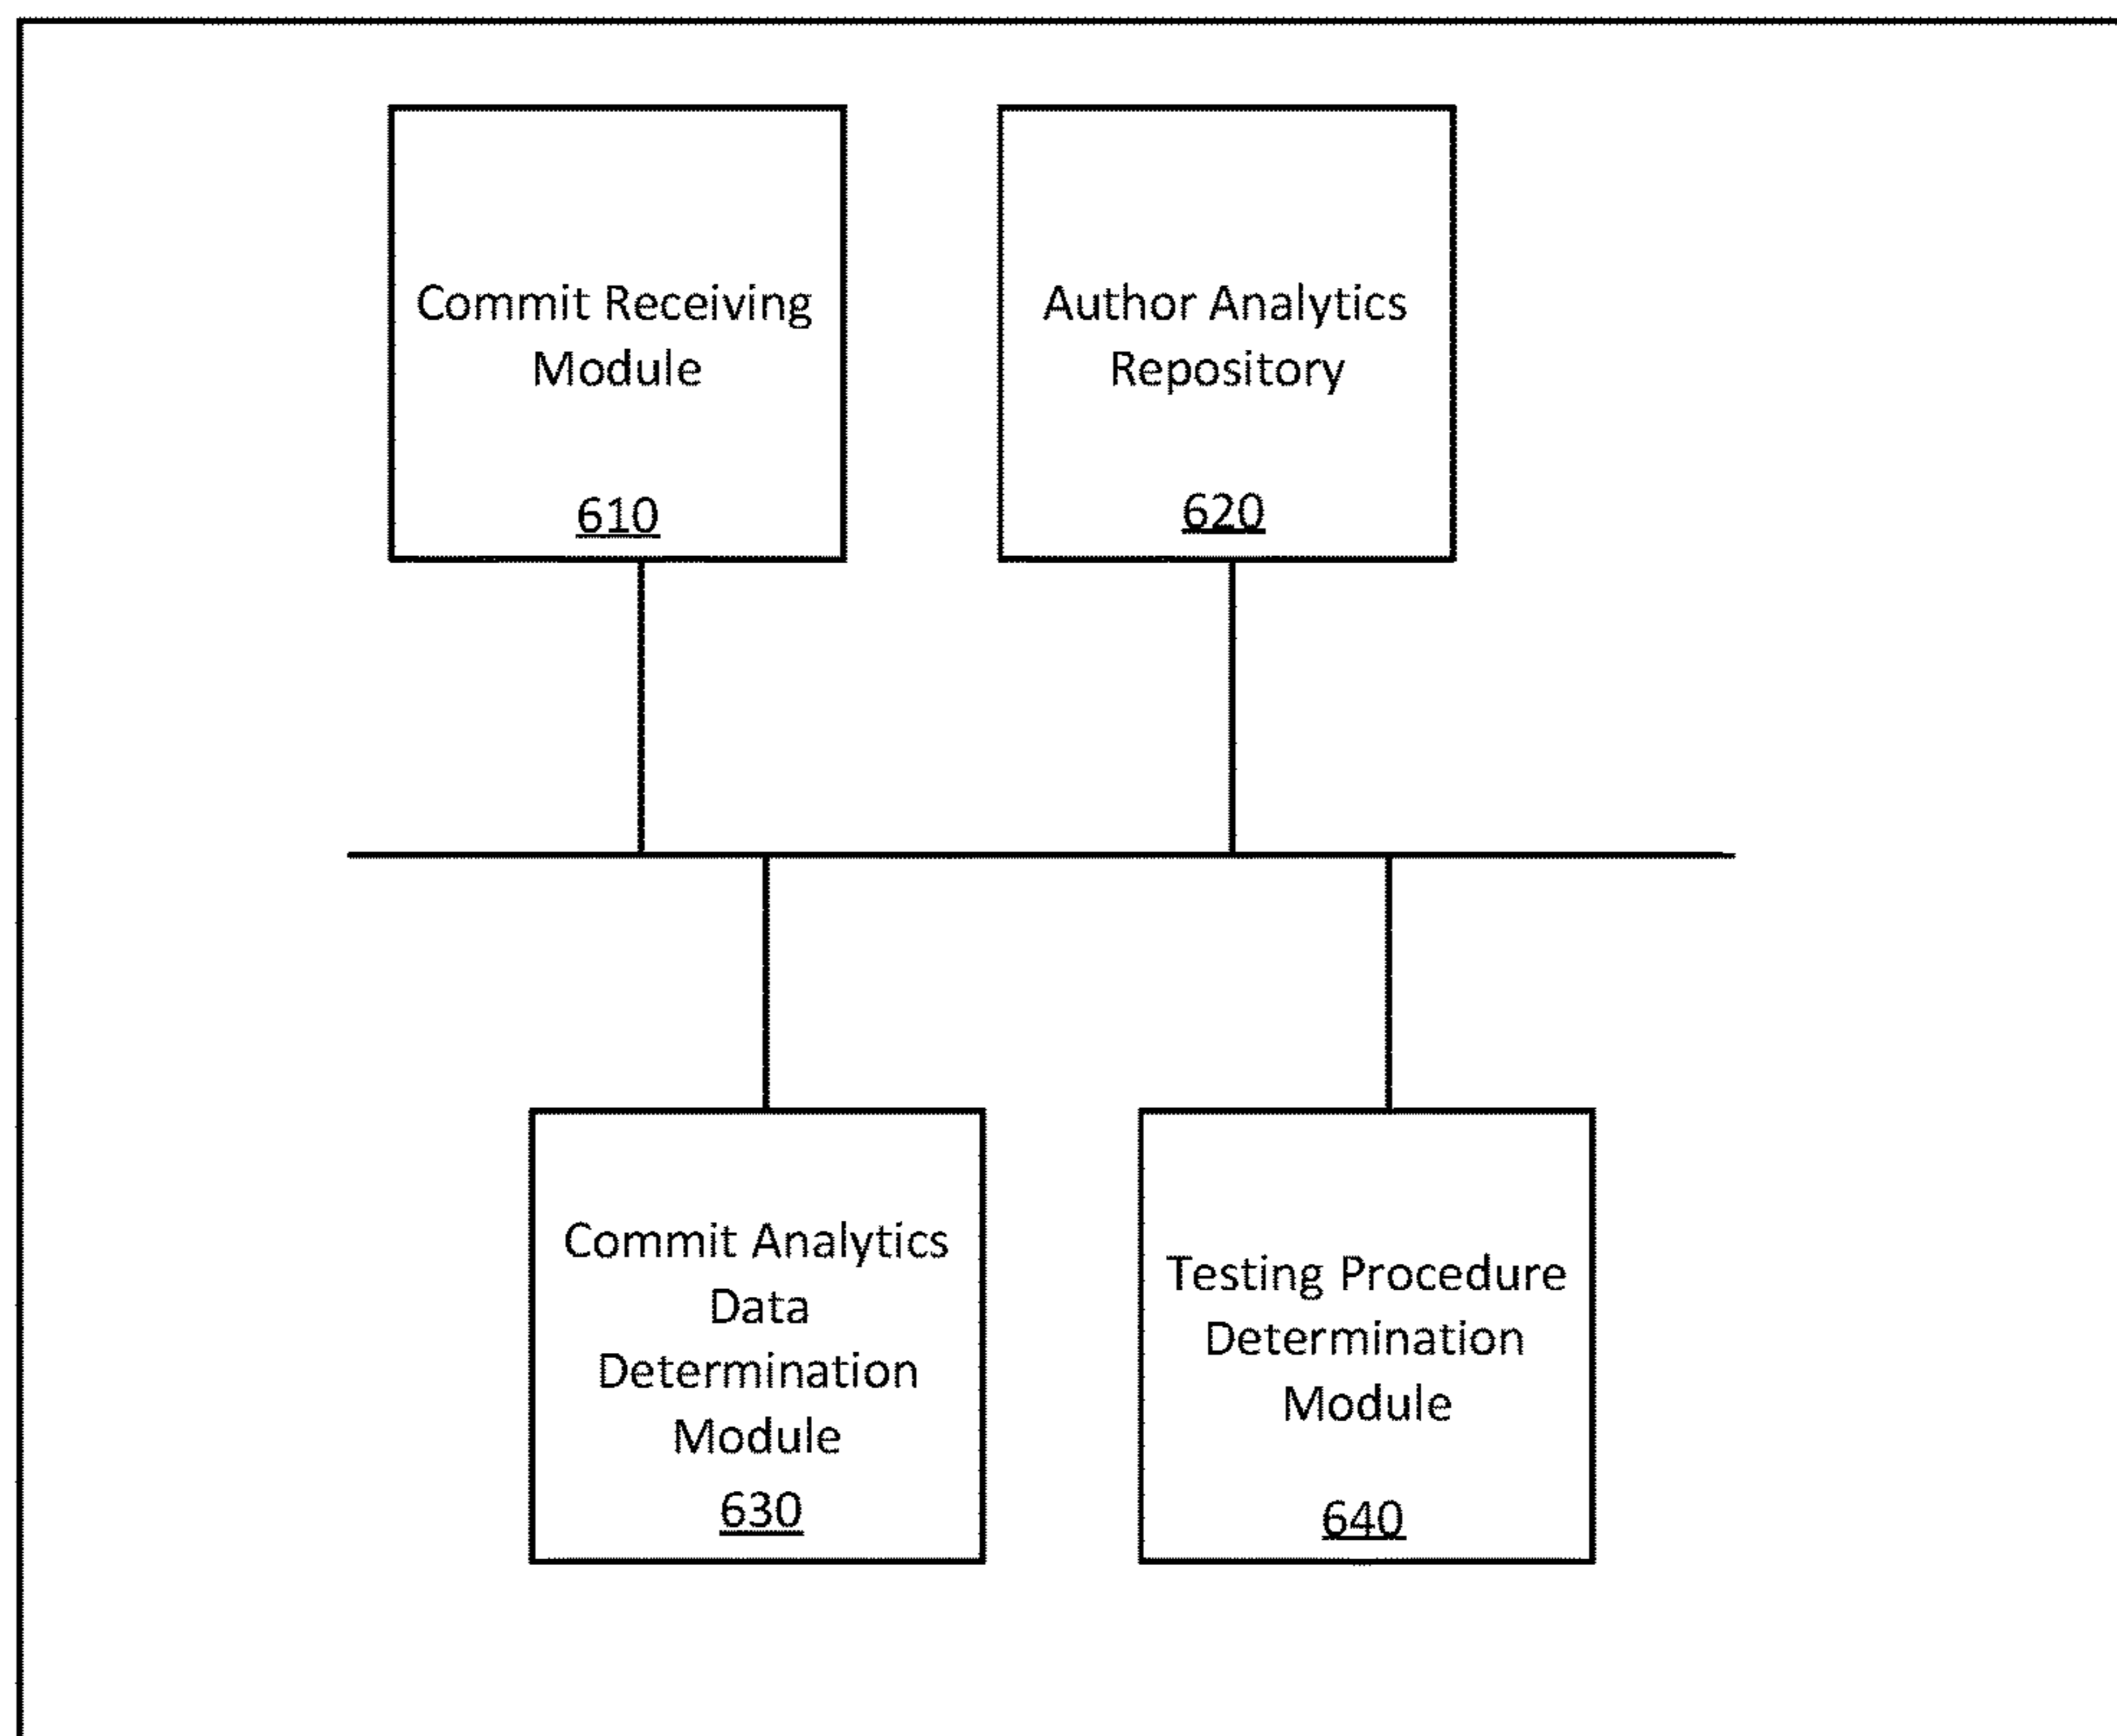 Commit Receiving
Module
610
Author Analytics
Repository
620
Commit Analytics
Data
Determination
Module
630
Testing Procedure
Determination
Module
640